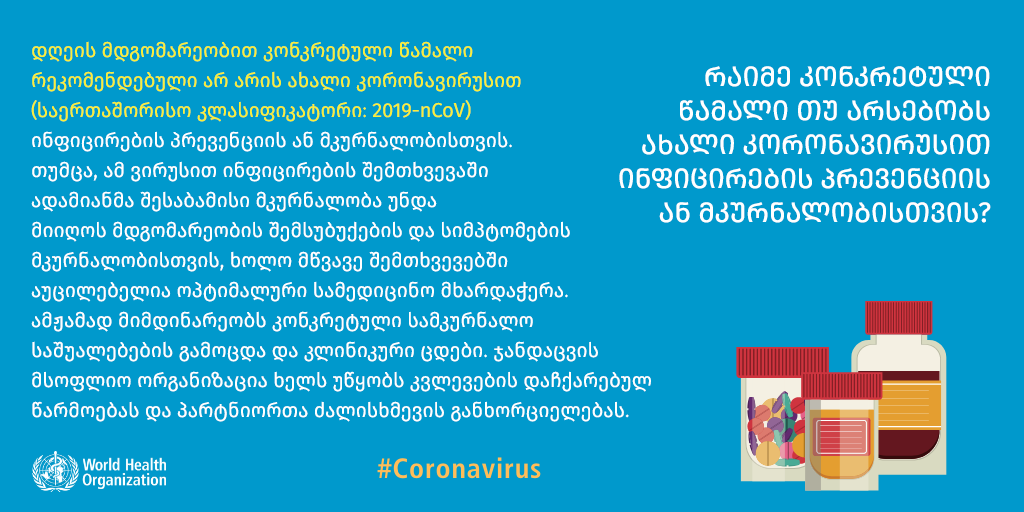 დღეის მდგომარეობით კონკრეტული წამალი
რეკომენდებული არ არის ახალი კორონავირუსით
(საერთაშორისო კლასიფიკატორი: 2019-nCoV)
ინფიცირების პრევენციის ან მკურნალობისთვის.
თუმცა, ამ ვირუსით ინფიცირების შემთხვევაში
ადამიანმა შესაბამისი მკურნალობა უნდა
მიიღოს მდგომარეობის შემსუბუქების და სიმპტომების
მკურნალობისთვის, ხოლო მწვავე შემთხვევებში
აუცილებელია ოპტიმალური სამედიცინო მხარდაჭერა.
ამჟამად მიმდინარეობს კონკრეტული სამკურნალო
საშუალებების გამოცდა და კლინიკური ცდები. ჯანდაცვის
მსოფლიო ორგანიზაცია ხელს უწყობს კვლევების დაჩქარებულ
წარმოებას და პარტნიორთა ძალისხმევის განხორციელებას.
რაიმე კონკრეტული
წამალი თუ არსებობს
ახალი კორონავირუსით
ინფიცირების პრევენციის
ან მკურნალობისთვის?
World Health
Organization
#Coronavirus